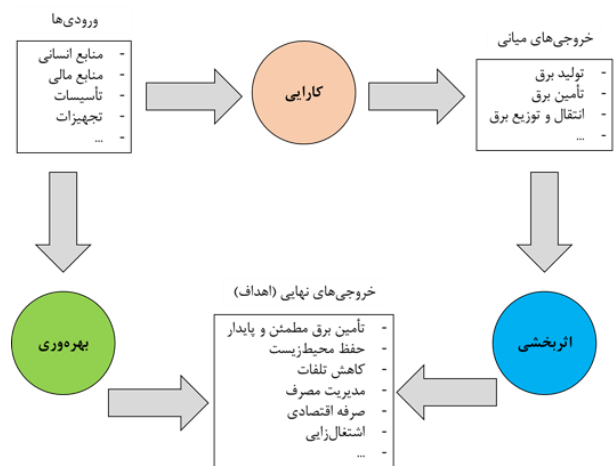 ورودی‌ها
- منابع انسانی
- منابع مالی
- تأسیسات
- تجهیزات
- ...
کارایی
خروجی‌های میانی
- تولید برق
- تأمین برق
- انتقال و توزیع برق
- ...
بهره‌وری
خروجی‌های نهایی (اهداف)
- تأمین برق مطمئن و پایدار
- حفظ محیط‌زیست
- کاهش تلفات
- مدیریت مصرف
- صرفه اقتصادی
- اشتغال‌زایی
- ...
اثربخشی